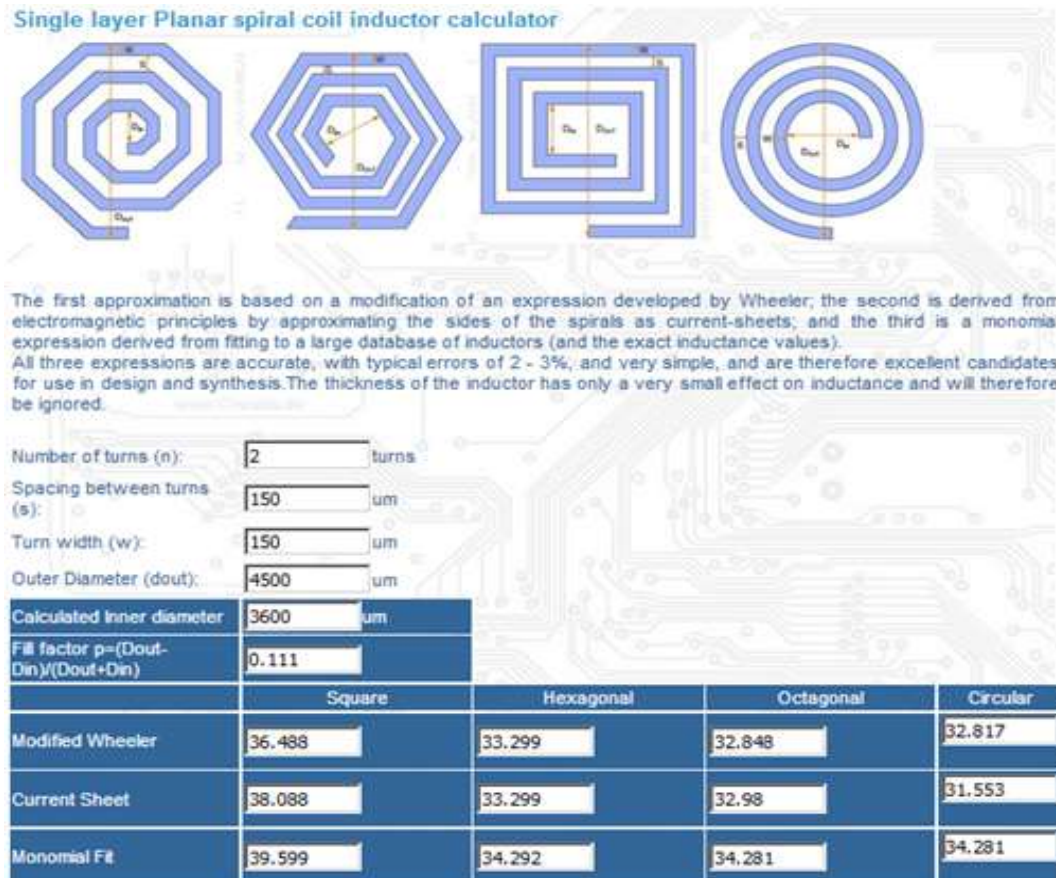 Single layer Planar spiral coil inductor calculator
W
S
Din
Dout
W
S
Din
Dout
W
S
Din
Dout
S
W
Dout
Din
The first approximation is based on a modification of an expression developed by Wheeler; the second is derived from
electromagnetic principles by approximating the sides of the spirals as current-sheets; and the third is a monomia
expression derived from fitting to a large database of inductors (and the exact inductance values).
All three expressions are accurate, with typical errors of 2 - 3%, and very simple, and are therefore excellent candidates
for use in design and synthesis.The thickness of the inductor has only a very small effect on inductance and will therefore
be ignored.
Number of turns (n): 2 turns
Spacing between turns
(s): 150 um
Turn width (w): 150 um
Outer Diameter (dout): 4500 um
Calculated Inner diameter 3600 um
Fill factor p=(Dout-
Din)/(Dout+Din) 0.111
Square Hexagonal Octagonal Circular
Modified Wheeler 36.488 33.299 32.848 32.817
Current Sheet 38.088 33.299 32.98 31.553
Monomial Fit 39.599 34.292 34.281 34.281